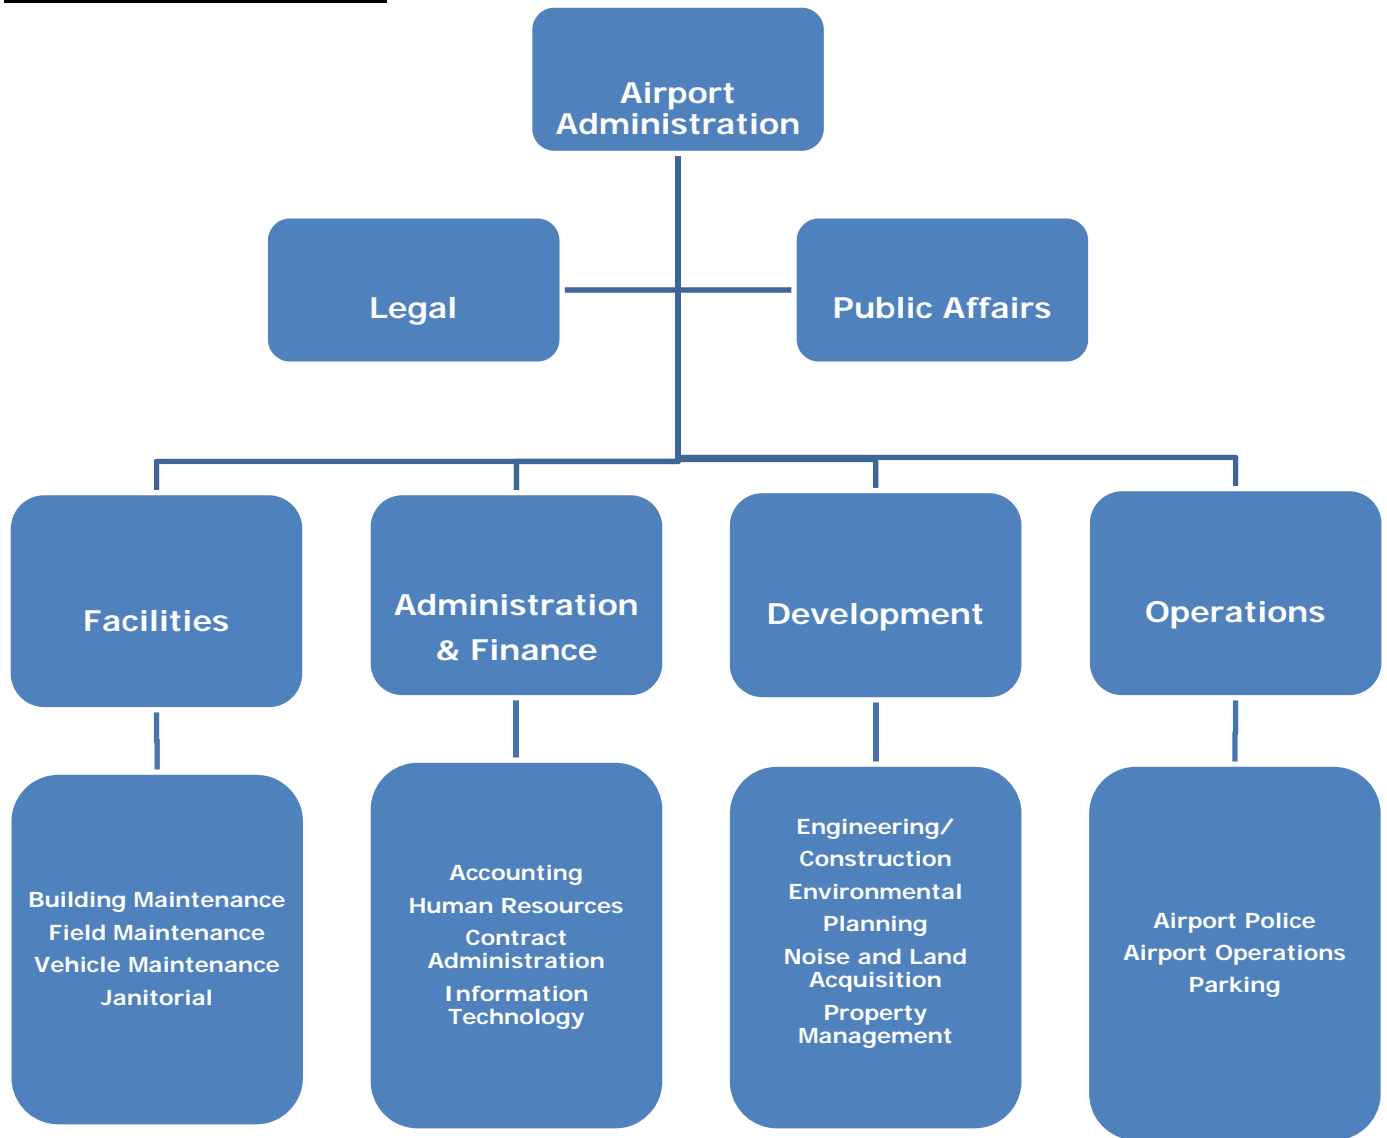 Airport
Administration
Legal
Public Affairs
Facilities
Administration
& Finance
Development
Operations
Building Maintenance
Field Maintenance
Vehicle Maintenance
Janitorial
Accounting
Human Resources
Contract
Administration
Information
Technology
Engineering/
Construction
Environmental
Planning
Noise and Land
Acquisition
Property
Management
Airport Police
Airport Operations
Parking